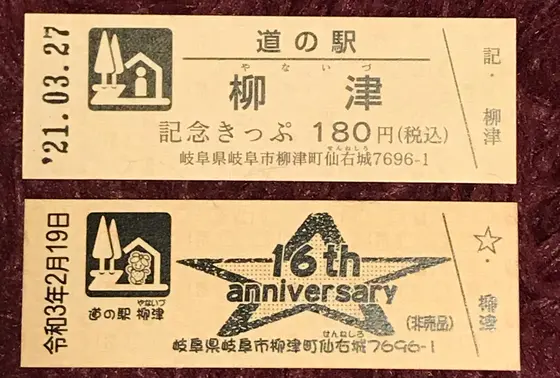 '21.03.27
道の駅
やないづ
柳津
記念きっぷ 180円(税込)
せんねしろ
岐阜県岐阜市柳津町仙右城7696-1
記・柳津
令和3年2月19日
やないづ
道の駅 柳津
16th
anniversary
(非売品)
せんねしろ
岐阜県岐阜市柳津町仙右城7696-1
☆・柳津